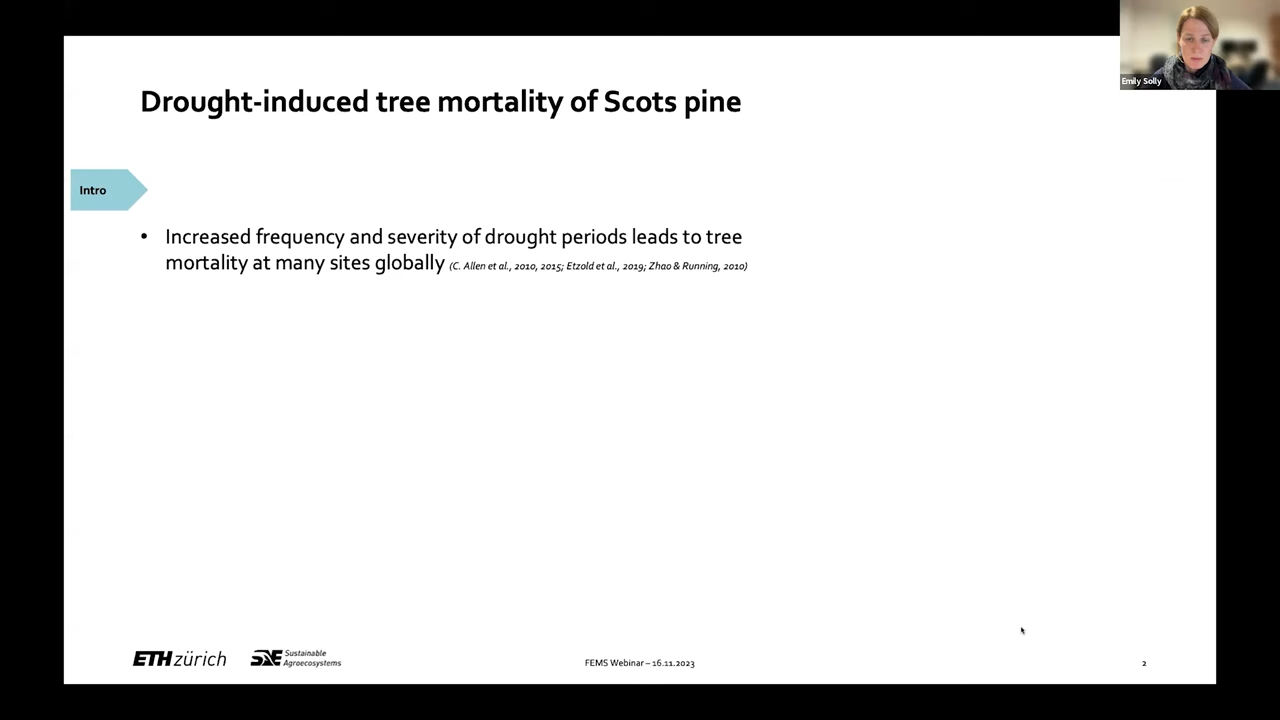 Emily Solly
Drought-induced tree mortality of Scots pine
Intro
• Increased frequency and severity of drought periods leads to tree
mortality at many sites globally (C. Allen et al., 2010, 2015; Etzold et al., 2019; Zhao & Running, 2010)
ETH zürich
SAE Sustainable
Agroecosystems
FEMS Webinar – 16.11.2023
2